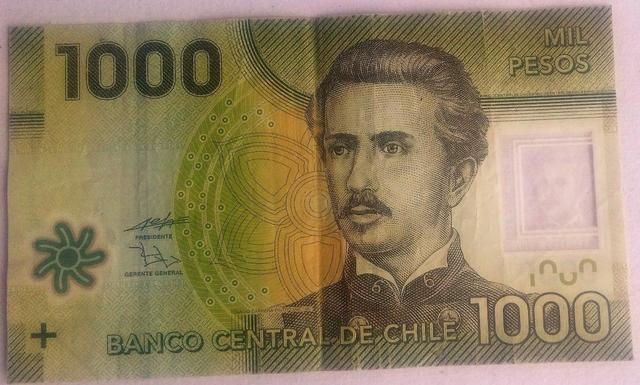 1000
MIL
PESOS
PRESIDENTE
GERENTE GENERAL
BANCO CENTRAL DE CHILE
1000